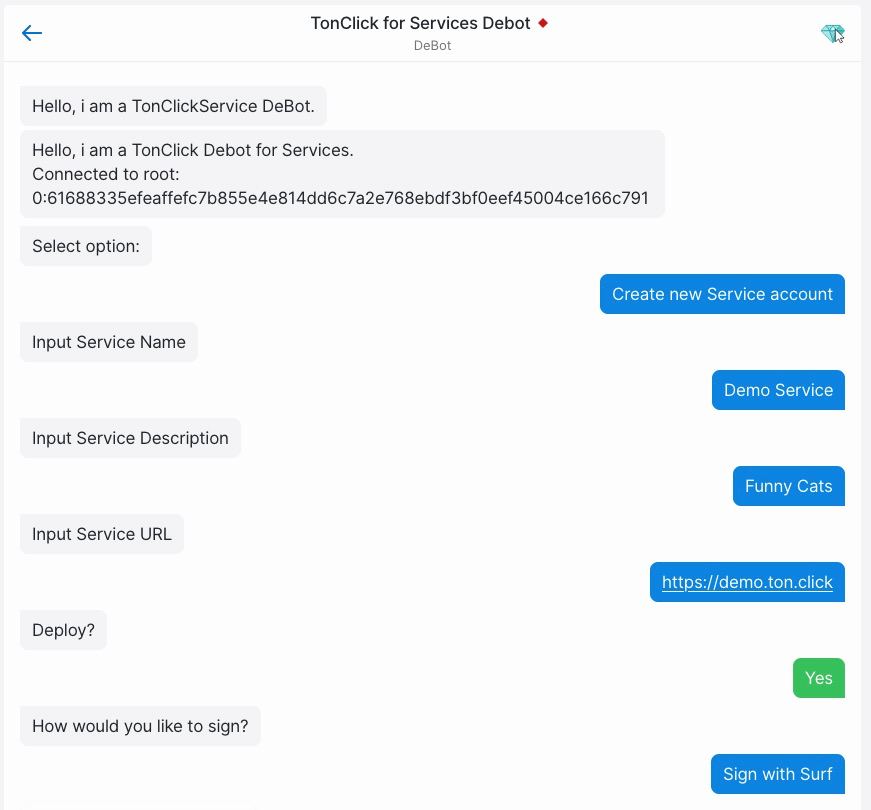 TonClick for Services Debot
DeBot
Hello, i am a TonClickService DeBot.
Hello, i am a TonClick Debot for Services.
Connected to root:
0:61688335efeaffefc7b855e4e814dd6c7a2e768ebdf3bf0eef45004ce166c791
Select option:
Create new Service account
Input Service Name
Demo Service
Input Service Description
Funny Cats
Input Service URL
https://demo.ton.click
Deploy?
Yes
How would you like to sign?
Sign with Surf